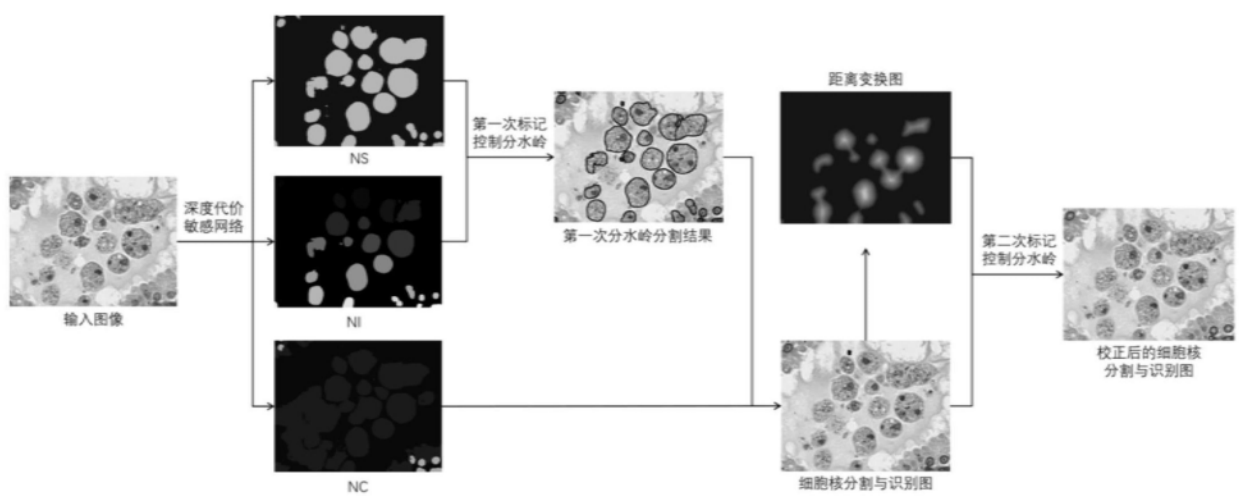 距离变换图
NS
第一次标记
控制分水岭
深度代价
敏感网络
输入图像
NI
第一次分水岭分割结果
第二次标记
控制分水岭
校正后的细胞核
分割与识别图
NC
细胞核分割与识别图